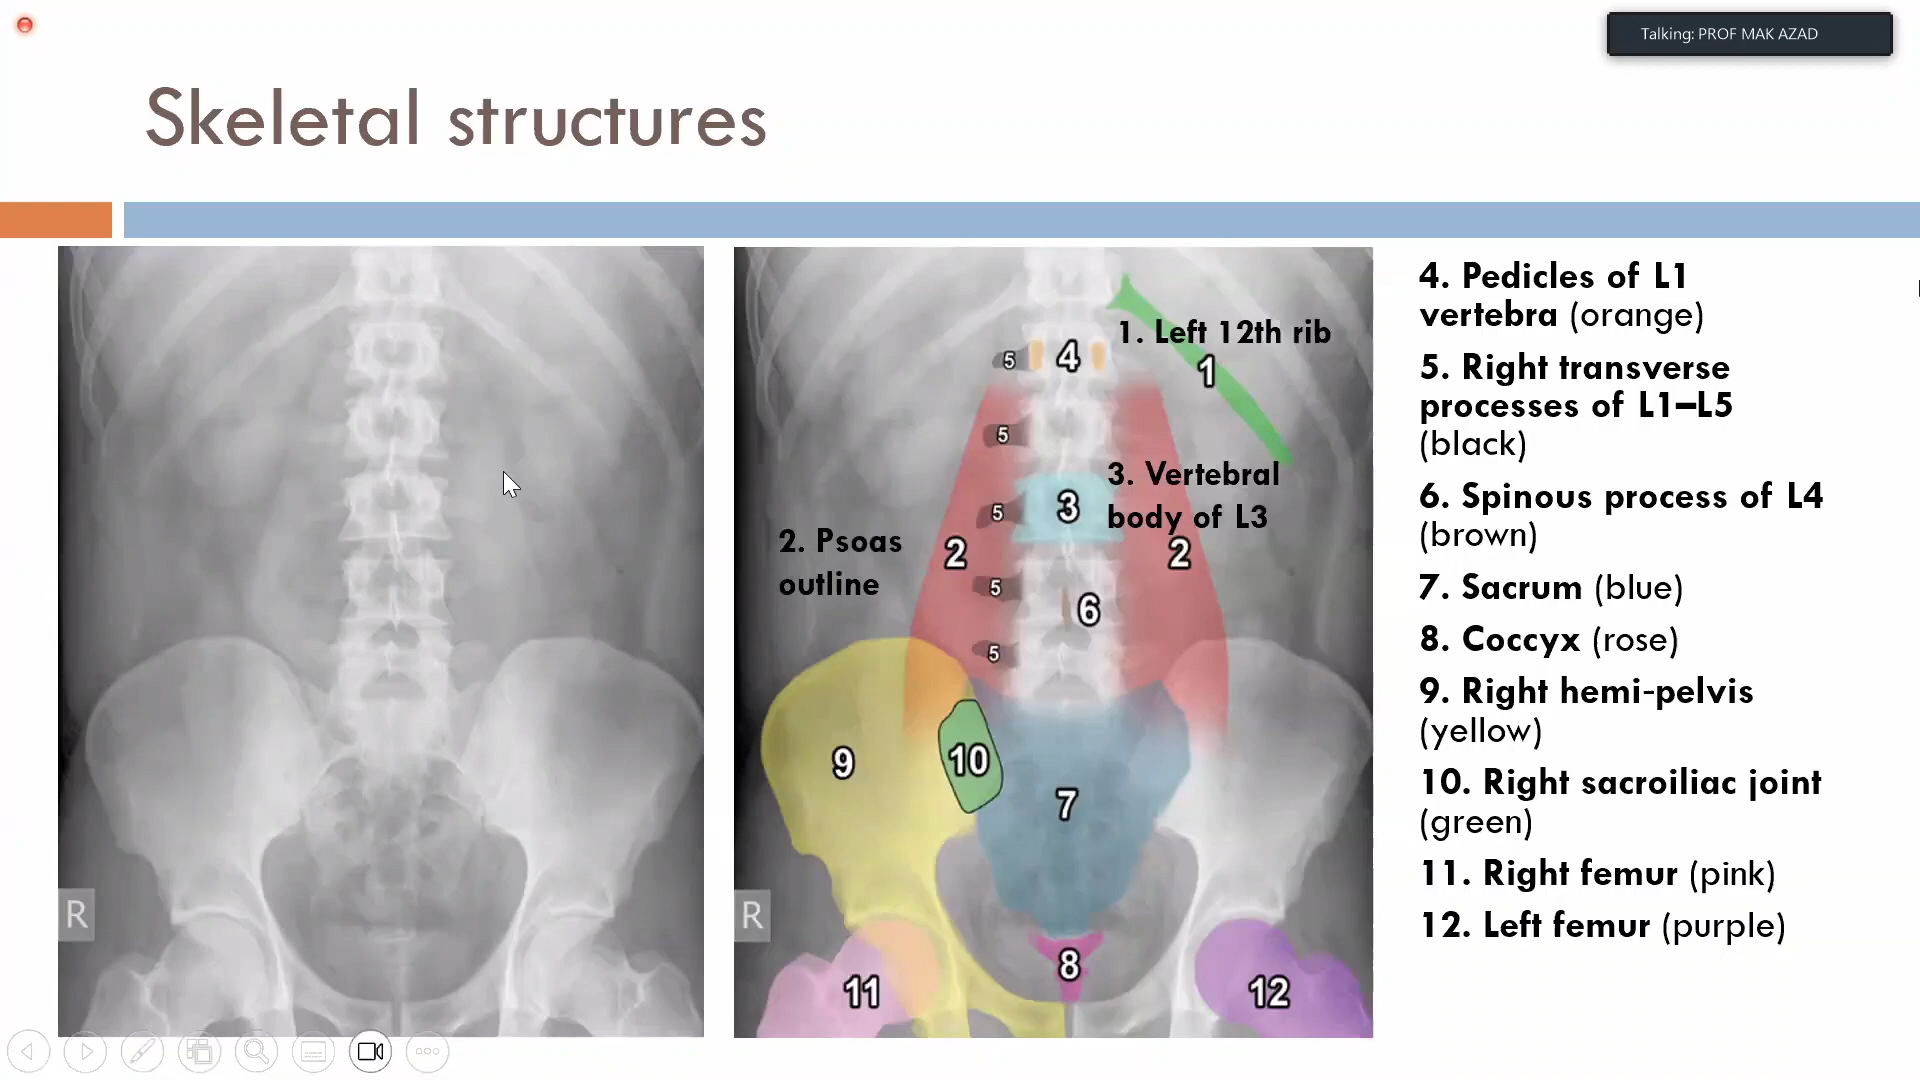 Talking: PROF MAK AZAD
Skeletal structures
R
1. Left 12th rib
5
4
1
5
3. Vertebral
body of L3
5
3
2. Psoas
outline
2
2
5
6
5
9
10
7
R
8
11
12
4. Pedicles of L1
vertebra (orange)
5. Right transverse
processes of L1–L5
(black)
6. Spinous process of L4
(brown)
7. Sacrum (blue)
8. Coccyx (rose)
9. Right hemi-pelvis
(yellow)
10. Right sacroiliac joint
(green)
11. Right femur (pink)
12. Left femur (purple)